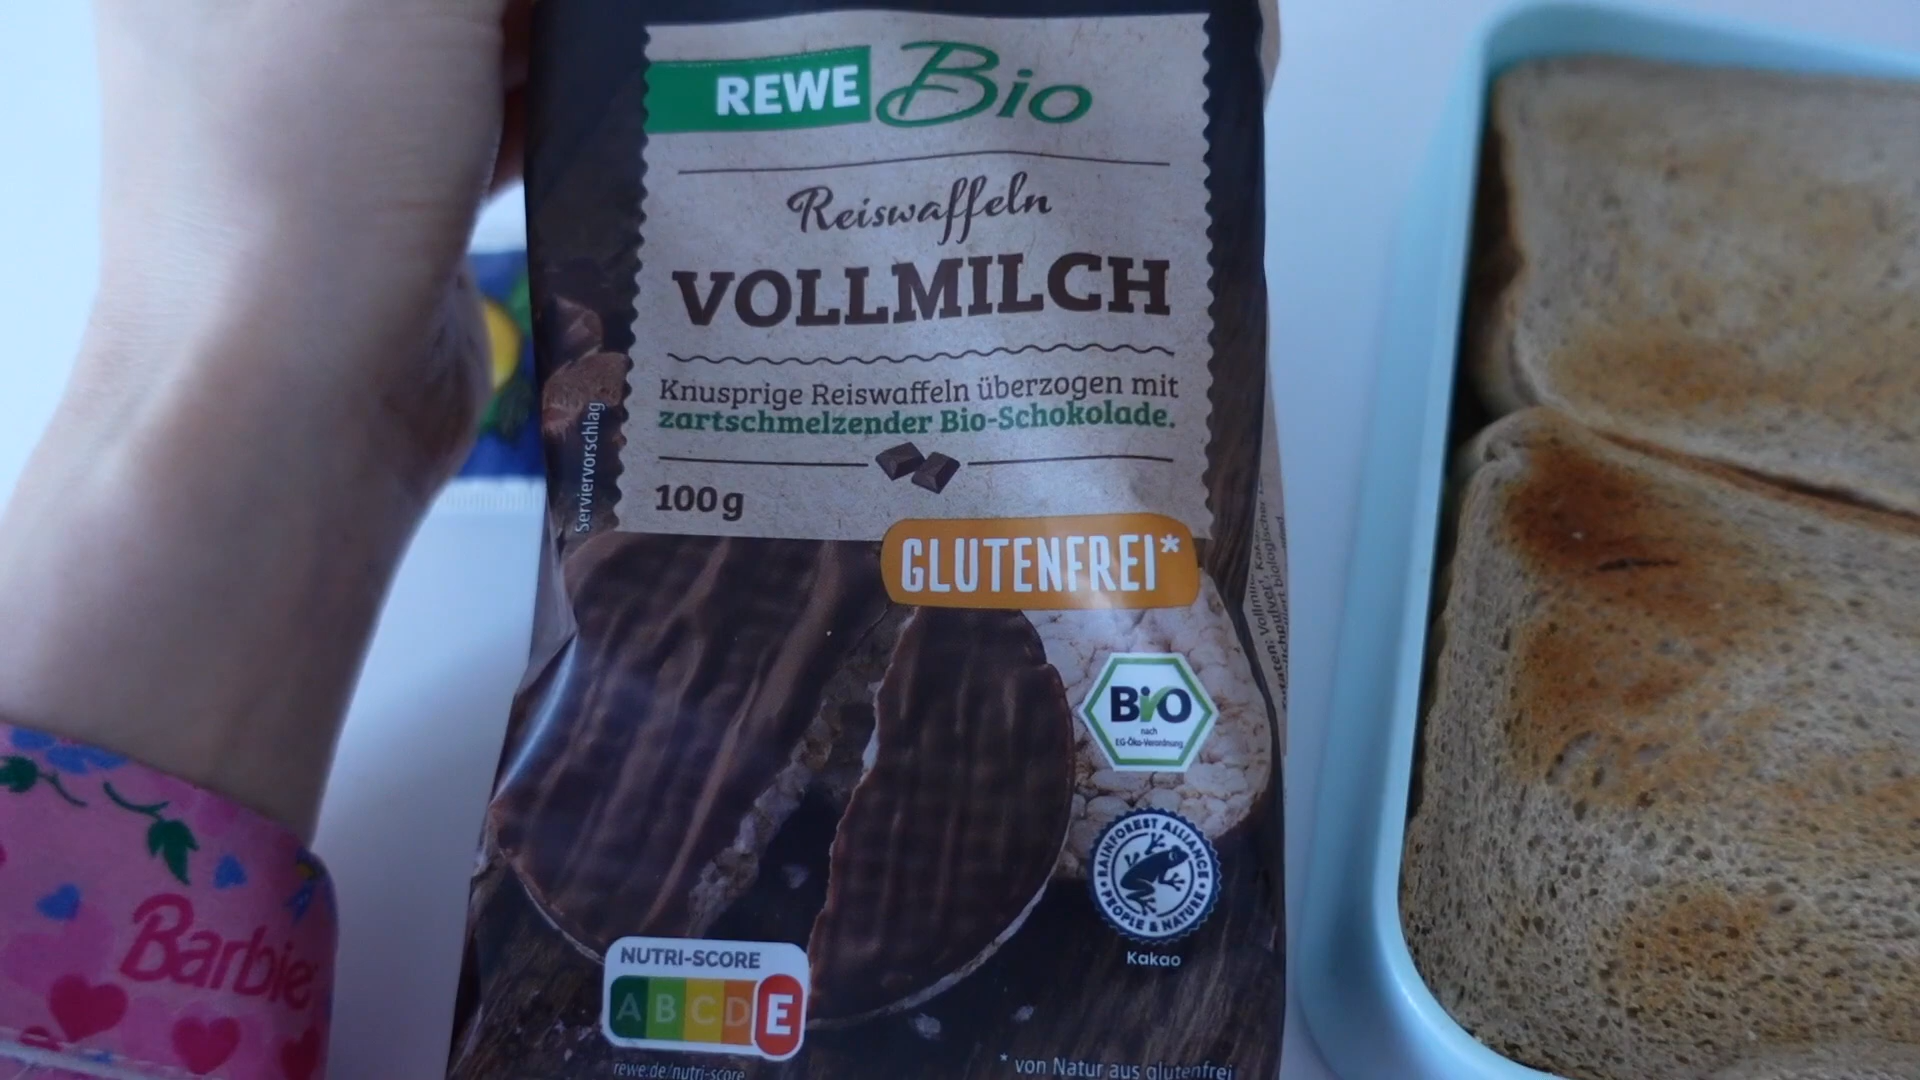 REWE Bio
Reiswaffeln
VOLLMILCH
Knusprige Reiswaffeln überzogen mit
zartschmelzender Bio-Schokolade.
Serviervorschlag
100g
GLUTENFREI*
BiO
nach
EG-Öko-Verordnung
RAINFOREST ALLIANCE
PEOPLE & NATURE
Kakao
NUTRI-SCORE
A B C D E
rewe.de/nutri-score
* von Natur aus glutenfrei
Barbie